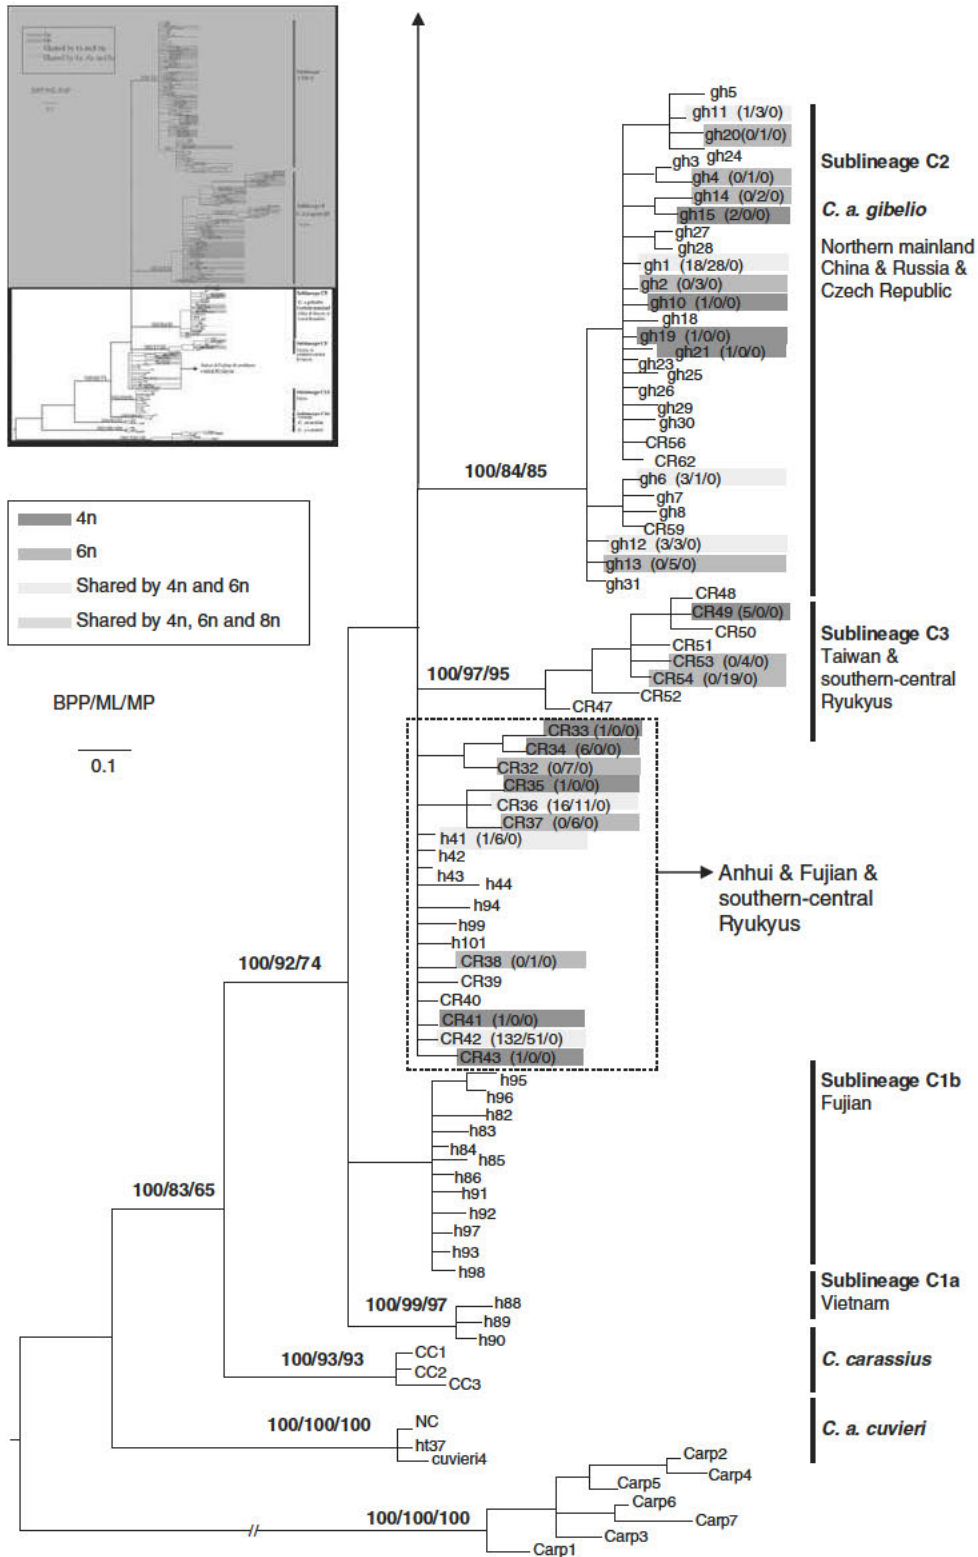 gh5
gh11 (1/3/0)
gh20(0/1/0)
gh24
gh3
gh4 (0/1/0)
gh14 (0/2/0)
gh15 (2/0/0)
gh27
gh28
gh1 (18/28/0)
gh2 (0/3/0)
gh10 (1/0/0)
gh18
gh19 (1/0/0)
gh21 (1/0/0)
gh23
gh25
gh26
gh29
gh30
CR56
CR62
gh6 (3/1/0)
gh7
gh8
CR59
gh12 (3/3/0)
gh13 (0/5/0)
gh31
100/84/85
Sublineage C2
C. a. gibelio
Northern mainland
China & Russia &
Czech Republic
4n
6n
Shared by 4n and 6n
Shared by 4n, 6n and 8n
BPP/ML/MP
0.1
CR48
CR49 (5/0/0)
CR50
CR51
CR53 (0/4/0)
CR54 (0/19/0)
CR52
CR47
100/97/95
Sublineage C3
Taiwan &
southern-central
Ryukyus
CR33 (1/0/0)
CR34 (6/0/0)
CR32 (0/7/0)
CR35 (1/0/0)
CR36 (16/11/0)
CR37 (0/6/0)
h41 (1/6/0)
h42
h43
h44
h94
h99
h101
CR38 (0/1/0)
CR39
CR40
CR41 (1/0/0)
CR42 (132/51/0)
CR43 (1/0/0)
Anhui & Fujian &
southern-central
Ryukyus
100/92/74
h95
h96
h82
h83
h84
h85
h86
h91
h92
h97
h93
h98
Sublineage C1b
Fujian
100/83/65
100/99/97
h88
h89
h90
Sublineage C1a
Vietnam
100/93/93
CC1
CC2
CC3
C. carassius
100/100/100
NC
ht37
cuvieri4
C. a. cuvieri
100/100/100
Carp2
Carp4
Carp5
Carp6
Carp7
Carp3
Carp1